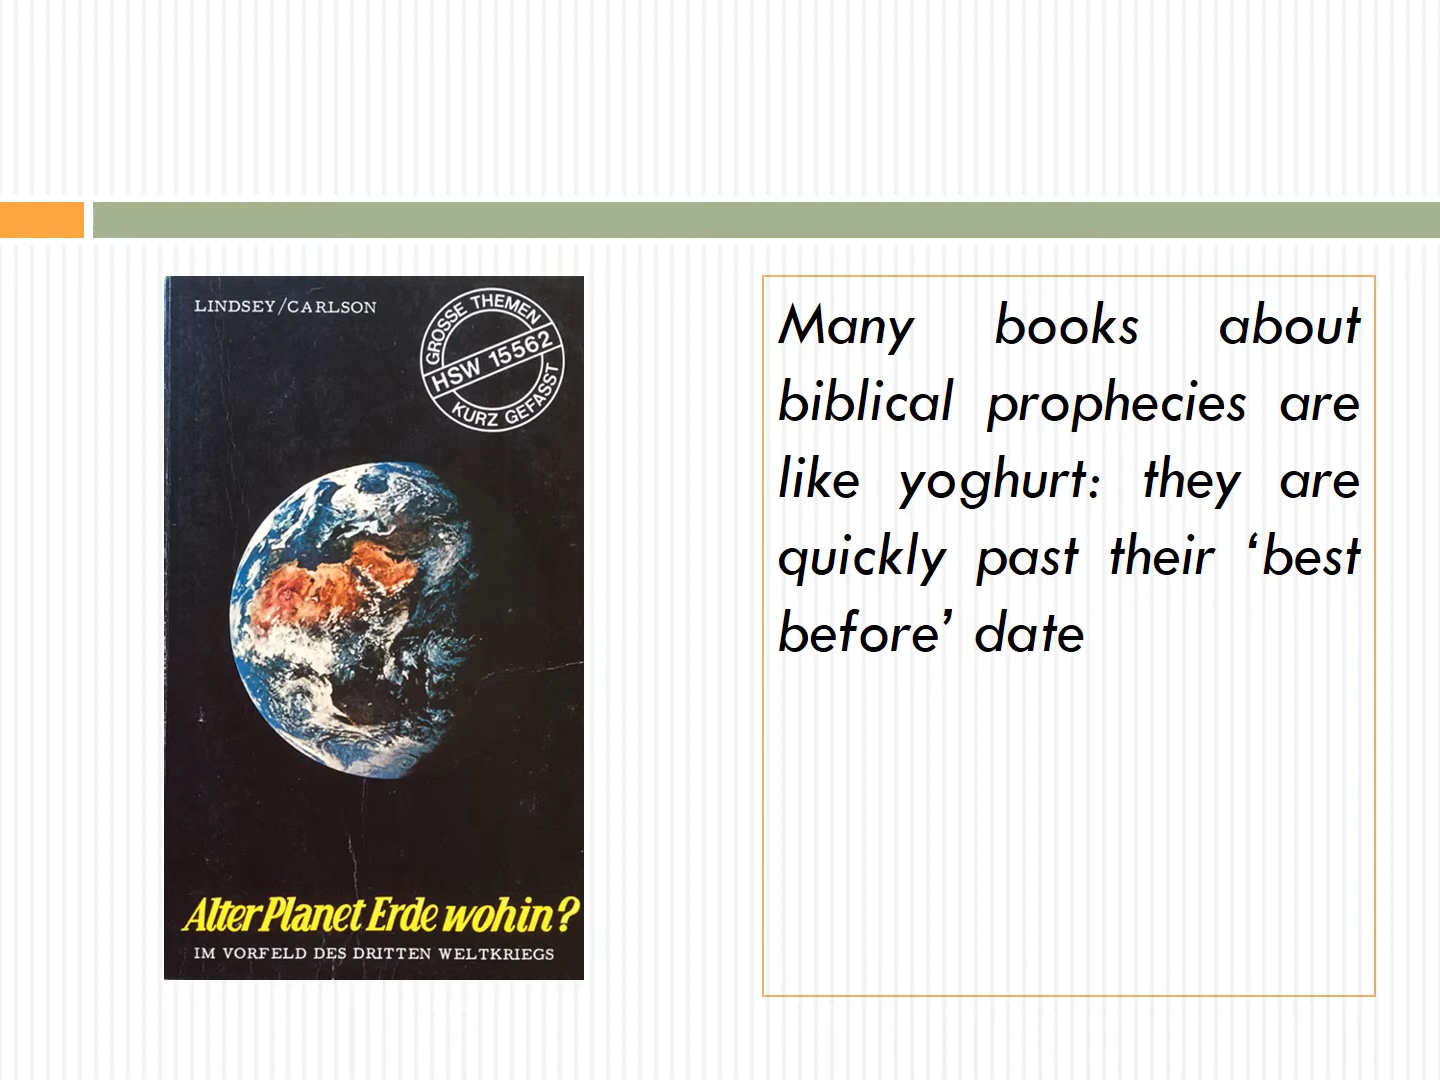 LINDSEY/CARLSON
GROSSE THEMEN
HSW 15562
KURZ GEFASST
Alter Planet Erde wohin?
IM VORFELD DES DRITTEN WELTKRIEGS
Many books about
biblical prophecies are
like yoghurt: they are
quickly past their ‘best
before’ date